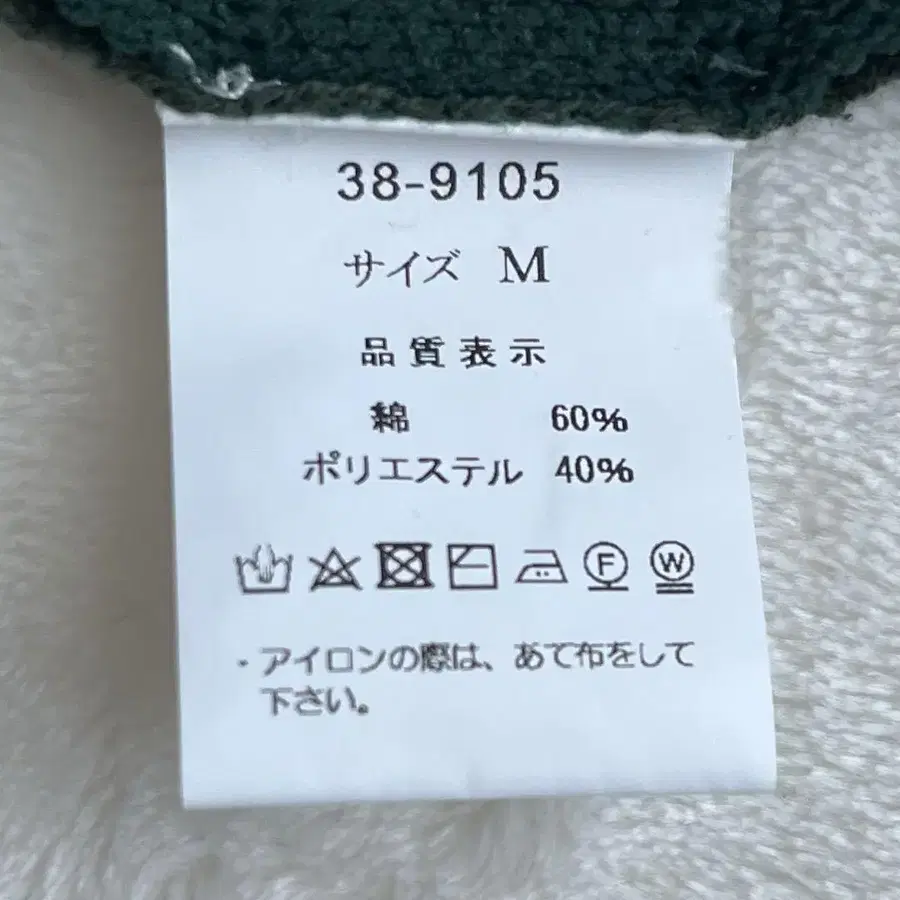 38-9105
サイズ M
品質表示
綿 60%
ポリエステル 40%
F W
・アイロンの際は、あて布をして
下さい。